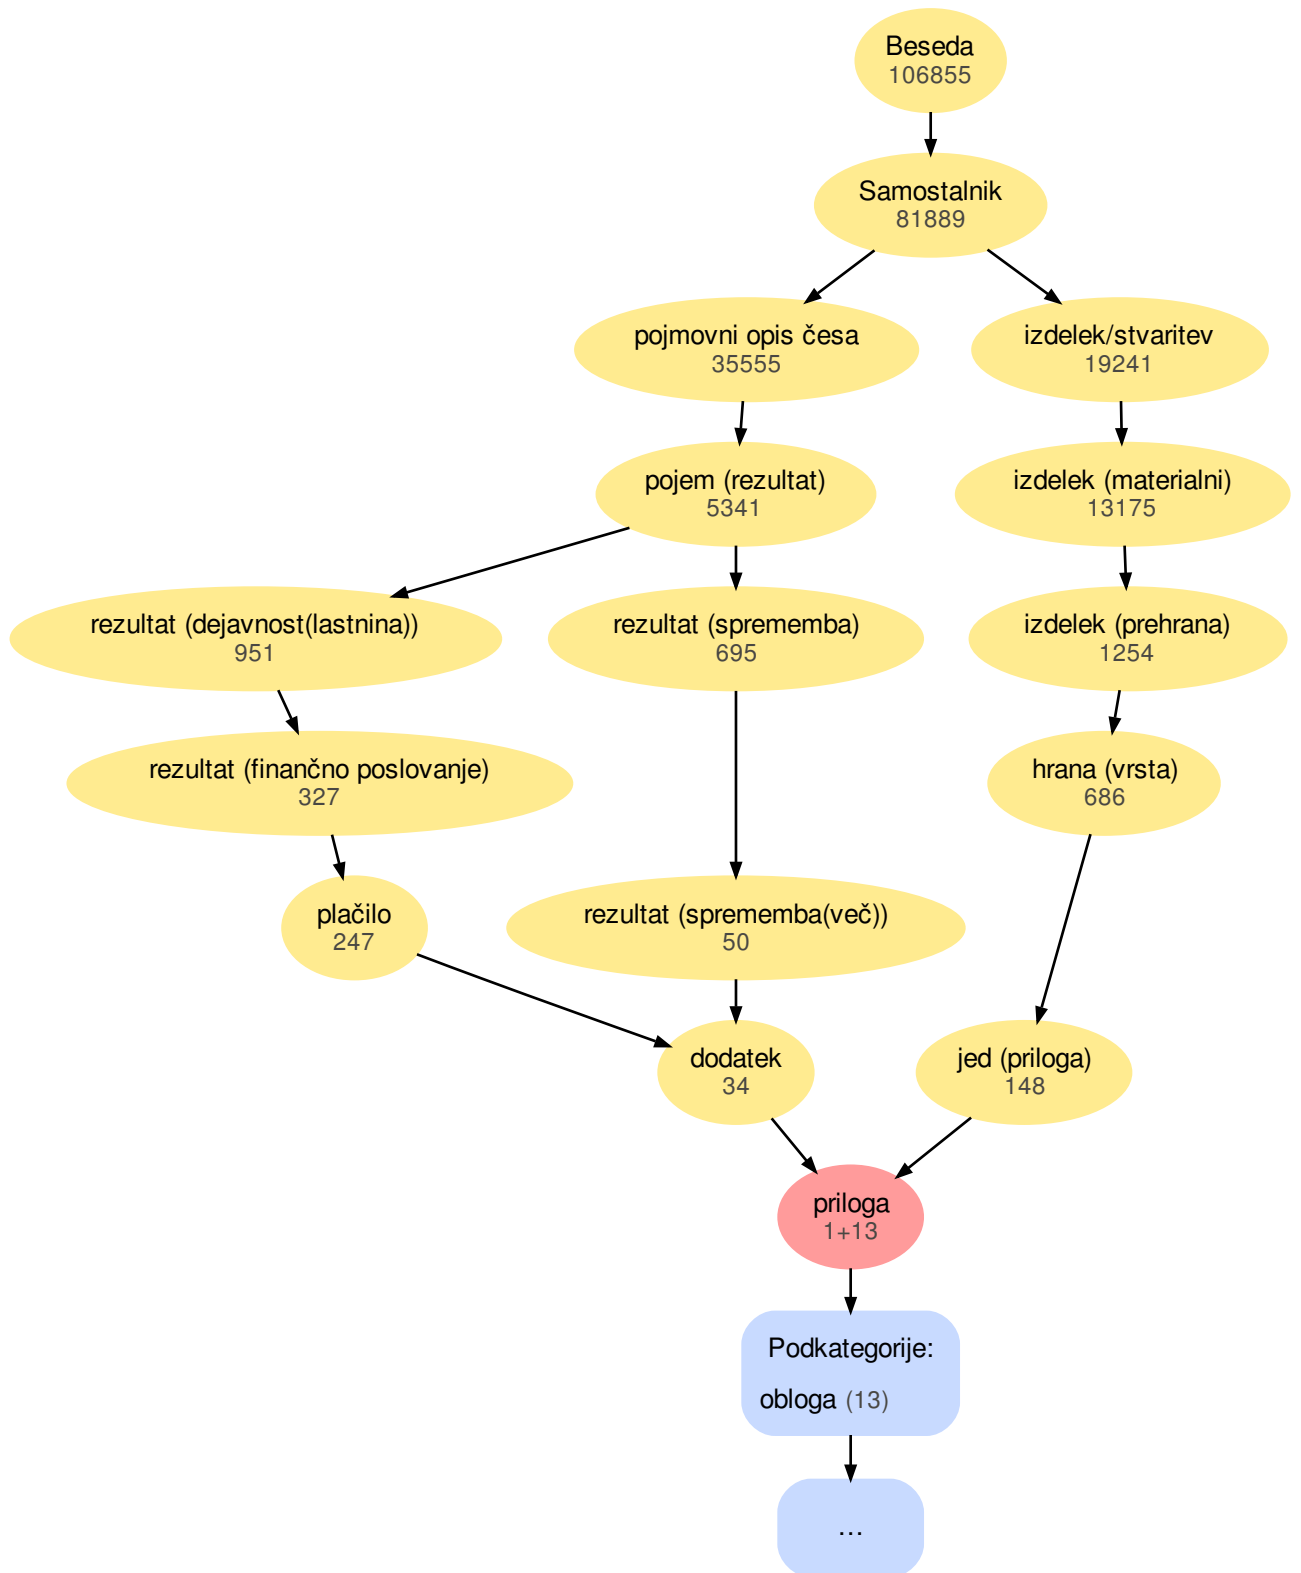 Beseda
106855
Samostalnik
81889
pojmovni opis česa
35555
izdelek/stvaritev
19241
pojem (rezultat)
5341
izdelek (materialni)
13175
rezultat (dejavnost(lastnina))
951
rezultat (sprememba)
695
izdelek (prehrana)
1254
rezultat (finančno poslovanje)
327
hrana (vrsta)
686
plačilo
247
rezultat (sprememba(več))
50
dodatek
34
jed (priloga)
148
priloga
1+13
Podkategorije:
obloga (13)
...